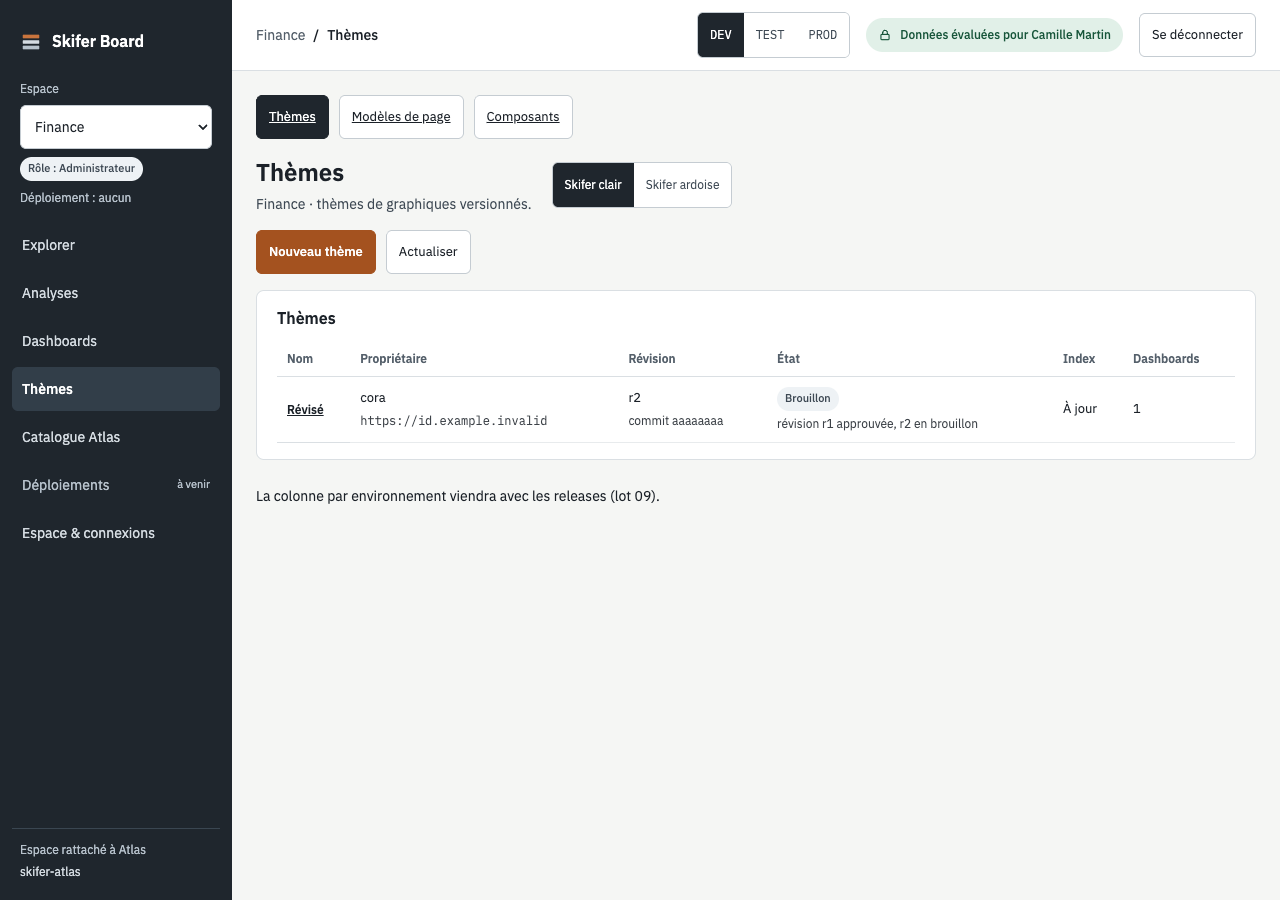 Skifer Board
Espace
Finance
Rôle : Administrateur
Déploiement : aucun
Explorer
Analyses
Dashboards
Thèmes
Catalogue Atlas
Déploiements à venir
Espace & connexions
Espace rattaché à Atlas
skifer-atlas
Finance / Thèmes
DEV TEST PROD
Données évaluées pour Camille Martin
Se déconnecter
Thèmes Modèles de page Composants
Thèmes
Finance · thèmes de graphiques versionnés.
Skifer clair Skifer ardoise
Nouveau thème Actualiser
Thèmes
Nom Propriétaire Révision État Index Dashboards
Révisé cora r2 Brouillon À jour 1
https://id.example.invalid commit aaaaaaaa révision r1 approuvée, r2 en brouillon
La colonne par environnement viendra avec les releases (lot 09).